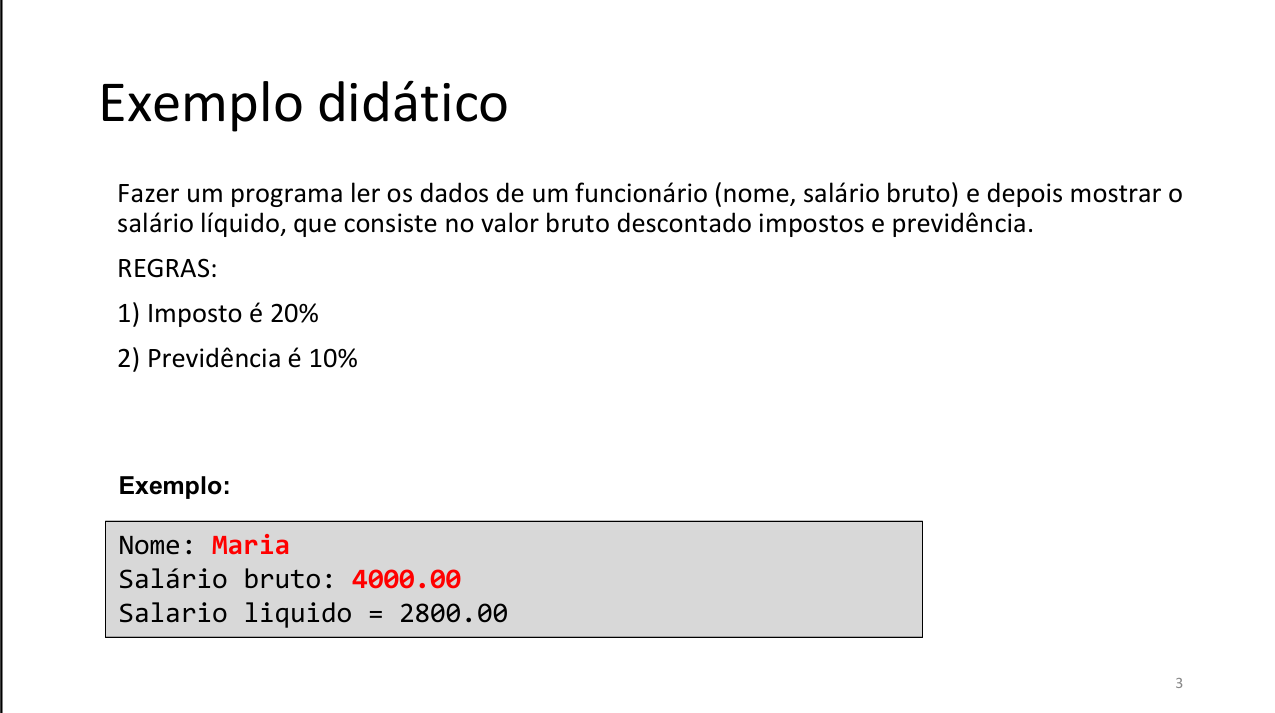 Exemplo didático
Fazer um programa ler os dados de um funcionário (nome, salário bruto) e depois mostrar o
salário líquido, que consiste no valor bruto descontado impostos e previdência.
REGRAS:
1) Imposto é 20%
2) Previdência é 10%
Exemplo:
Nome: Maria
Salário bruto: 4000.00
Salario liquido = 2800.00
3